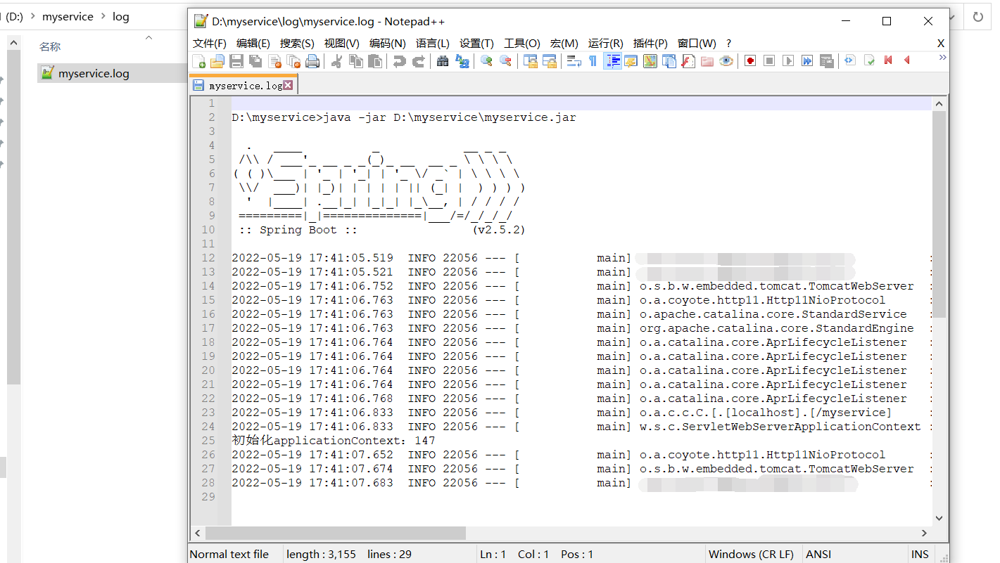 (D:) > myservice > log
名称
myservice.log
D:\myservice\log\myservice.log - Notepad++
文件(F) 编辑(E) 搜索(S) 视图(V) 编码(N) 语言(L) 设置(T) 工具(O) 宏(M) 运行(R) 插件(P) 窗口(W) ? X
myservice.log
1
2 D:\myservice>java -jar D:\myservice\myservice.jar
3
4   .   ____          _            __ _ _
5  /\\ / ___'_ __ _ _(_)_ __  __ _ \ \ \ \
6 ( ( )\___ | '_ | '_| | '_ \/ _` | \ \ \ \
7  \\/  ___)| |_)| | | | | || (_| |  ) ) ) )
8   '  |____| .__|_| |_|_| |_\__, | / / / /
9  =========|_|==============|___/=/_/_/_/
10  :: Spring Boot ::                (v2.5.2)
11
12 2022-05-19 17:41:05.519  INFO 22056 --- [           main] :
13 2022-05-19 17:41:05.521  INFO 22056 --- [           main] :
14 2022-05-19 17:41:06.752  INFO 22056 --- [           main] o.s.b.w.embedded.tomcat.TomcatWebServer  :
15 2022-05-19 17:41:06.763  INFO 22056 --- [           main] o.a.coyote.http11.Http11NioProtocol      :
16 2022-05-19 17:41:06.763  INFO 22056 --- [           main] o.apache.catalina.core.StandardService   :
17 2022-05-19 17:41:06.763  INFO 22056 --- [           main] org.apache.catalina.core.StandardEngine  :
18 2022-05-19 17:41:06.764  INFO 22056 --- [           main] o.a.catalina.core.AprLifecycleListener   :
19 2022-05-19 17:41:06.764  INFO 22056 --- [           main] o.a.catalina.core.AprLifecycleListener   :
20 2022-05-19 17:41:06.764  INFO 22056 --- [           main] o.a.catalina.core.AprLifecycleListener   :
21 2022-05-19 17:41:06.764  INFO 22056 --- [           main] o.a.catalina.core.AprLifecycleListener   :
22 2022-05-19 17:41:06.768  INFO 22056 --- [           main] o.a.catalina.core.AprLifecycleListener   :
23 2022-05-19 17:41:06.833  INFO 22056 --- [           main] o.a.c.c.C.[.[localhost].[/myservice]     :
24 2022-05-19 17:41:06.833  INFO 22056 --- [           main] w.s.c.ServletWebServerApplicationContext :
25 初始化applicationContext：147
26 2022-05-19 17:41:07.652  INFO 22056 --- [           main] o.a.coyote.http11.Http11NioProtocol      :
27 2022-05-19 17:41:07.674  INFO 22056 --- [           main] o.s.b.w.embedded.tomcat.TomcatWebServer  :
28 2022-05-19 17:41:07.683  INFO 22056 --- [           main] :
29
Normal text file length : 3,155 lines : 29 Ln : 1 Col : 1 Pos : 1 Windows (CR LF) ANSI INS